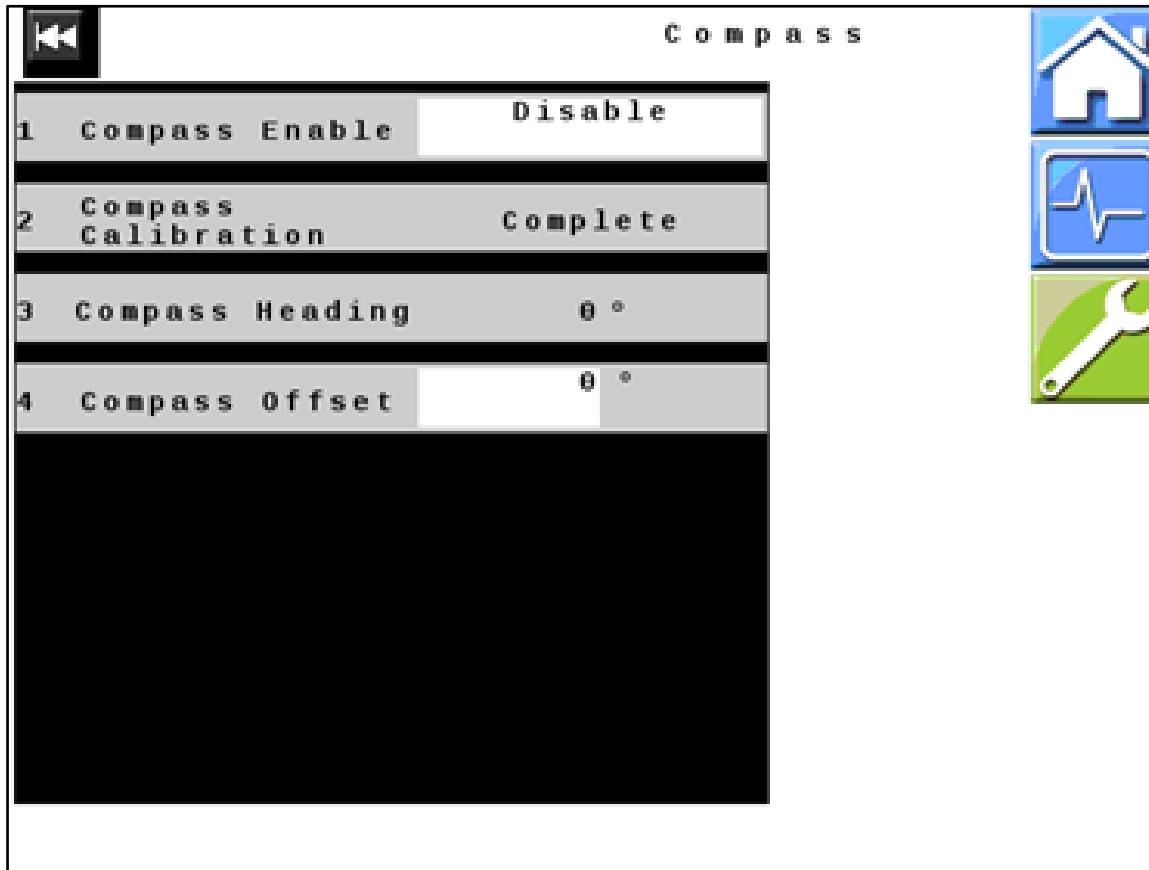 Compass
1 Compass Enable Disable
2 Compass Calibration Complete
3 Compass Heading 0 °
4 Compass Offset 0 °